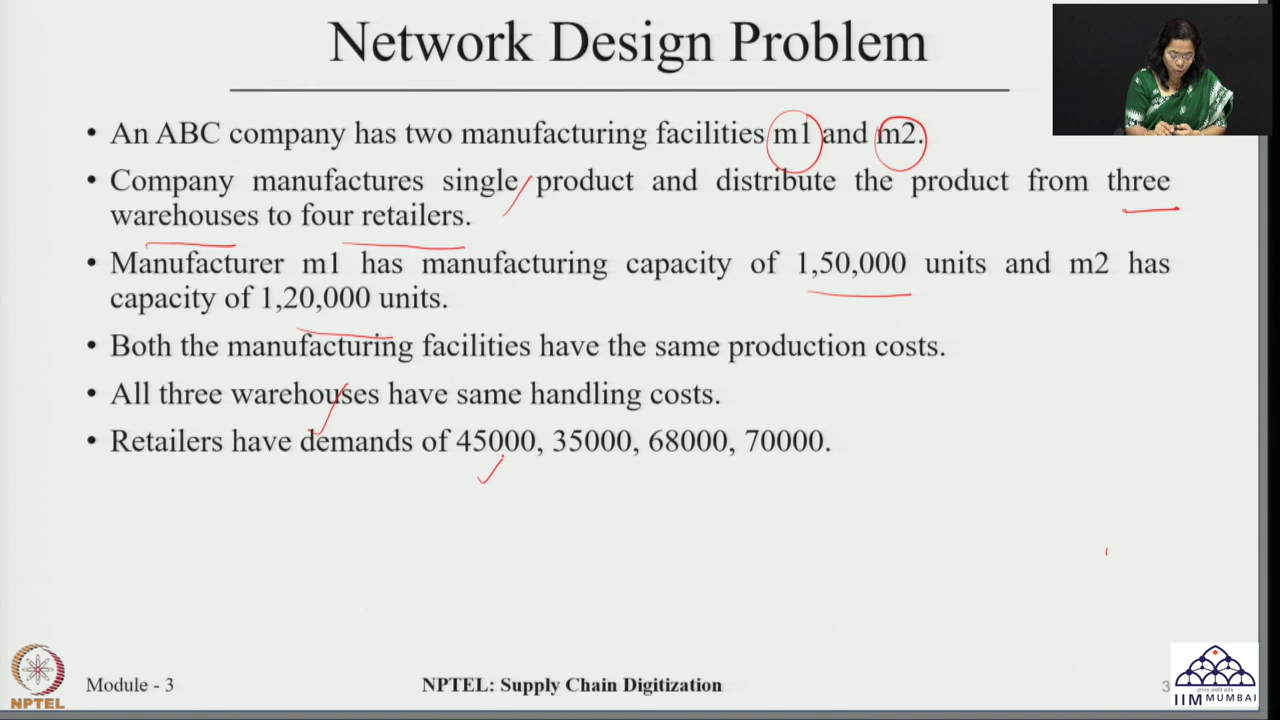 Network Design Problem
• An ABC company has two manufacturing facilities m1 and m2.
• Company manufactures single product and distribute the product from three
warehouses to four retailers.
• Manufacturer m1 has manufacturing capacity of 1,50,000 units and m2 has
capacity of 1,20,000 units.
• Both the manufacturing facilities have the same production costs.
• All three warehouses have same handling costs.
• Retailers have demands of 45000, 35000, 68000, 70000.
NPTEL
Module - 3
NPTEL: Supply Chain Digitization
3
IIM MUMBAI